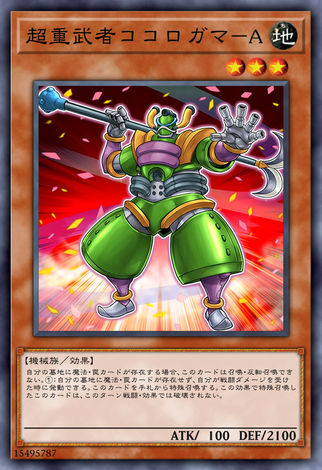 超重武者ココロガマ-A
地
【機械族/効果】
自分の墓地に魔法・罠カードが存在する場合、このカードは召喚・反転召喚でき
ない。①:自分の墓地に魔法・罠カードが存在せず、自分が戦闘ダメージを受け
た時に発動できる。このカードを手札から特殊召喚する。この効果で特殊召喚し
たこのカードは、このターン戦闘・効果では破壊されない。
ATK/ 100 DEF/2100
15495787